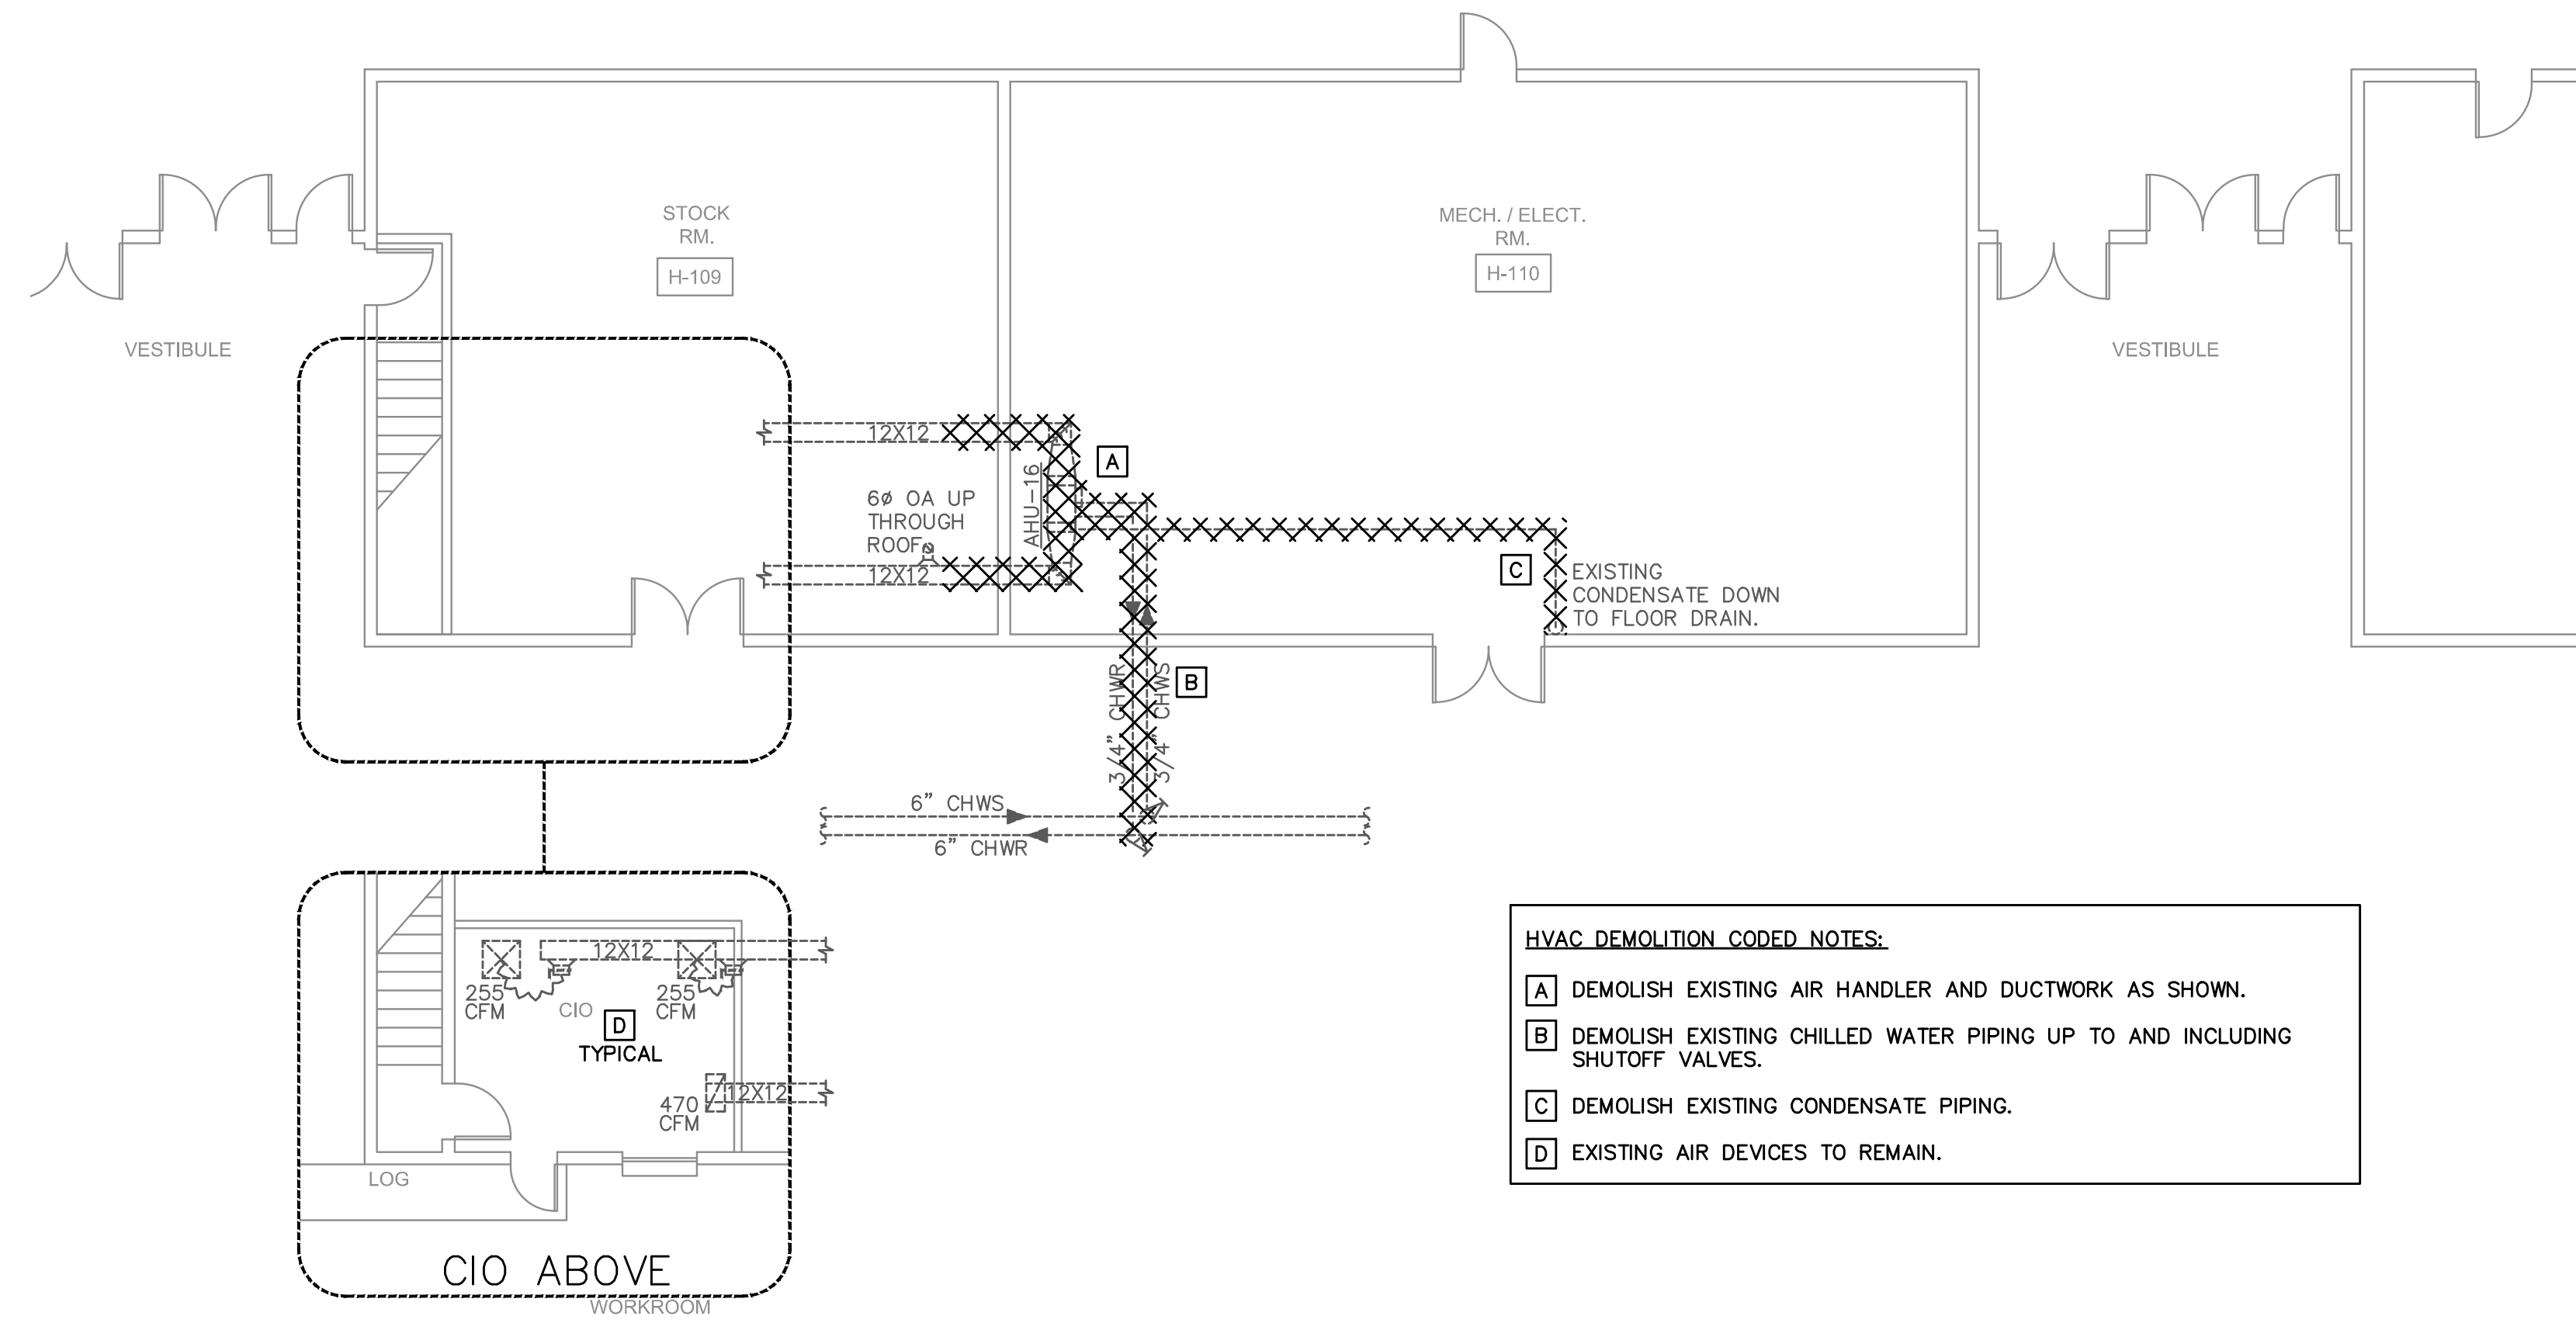 STOCK
RM.
H-109
MECH. / ELECT.
RM.
H-110
VESTIBULE
VESTIBULE
12X12
A
AHU-16
6ø OA UP
THROUGH
ROOF.
12X12
C
EXISTING
CONDENSATE DOWN
TO FLOOR DRAIN.
3/4" CHWR
3/4" CHWS
B
6" CHWS
6" CHWR
12X12
255
CFM
255
CFM
CIO
D
TYPICAL
12X12
470
CFM
LOG
CIO ABOVE
WORKROOM
HVAC DEMOLITION CODED NOTES:
A DEMOLISH EXISTING AIR HANDLER AND DUCTWORK AS SHOWN.
B DEMOLISH EXISTING CHILLED WATER PIPING UP TO AND INCLUDING
SHUTOFF VALVES.
C DEMOLISH EXISTING CONDENSATE PIPING.
D EXISTING AIR DEVICES TO REMAIN.